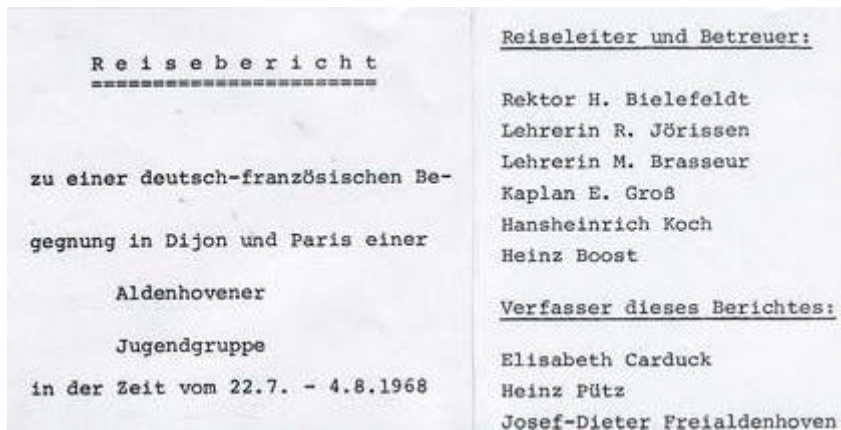 R e i s e b e r i c h t
=======================
zu einer deutsch-französischen Be-
gegnung in Dijon und Paris einer
Aldenhovener
Jugendgruppe
in der Zeit vom 22.7. - 4.8.1968
Reiseleiter und Betreuer:
Rektor H. Bielefeldt
Lehrerin R. Jörissen
Lehrerin M. Brasseur
Kaplan E. Groß
Hansheinrich Koch
Heinz Boost
Verfasser dieses Berichtes:
Elisabeth Carduck
Heinz Pütz
Josef-Dieter Freialdenhoven